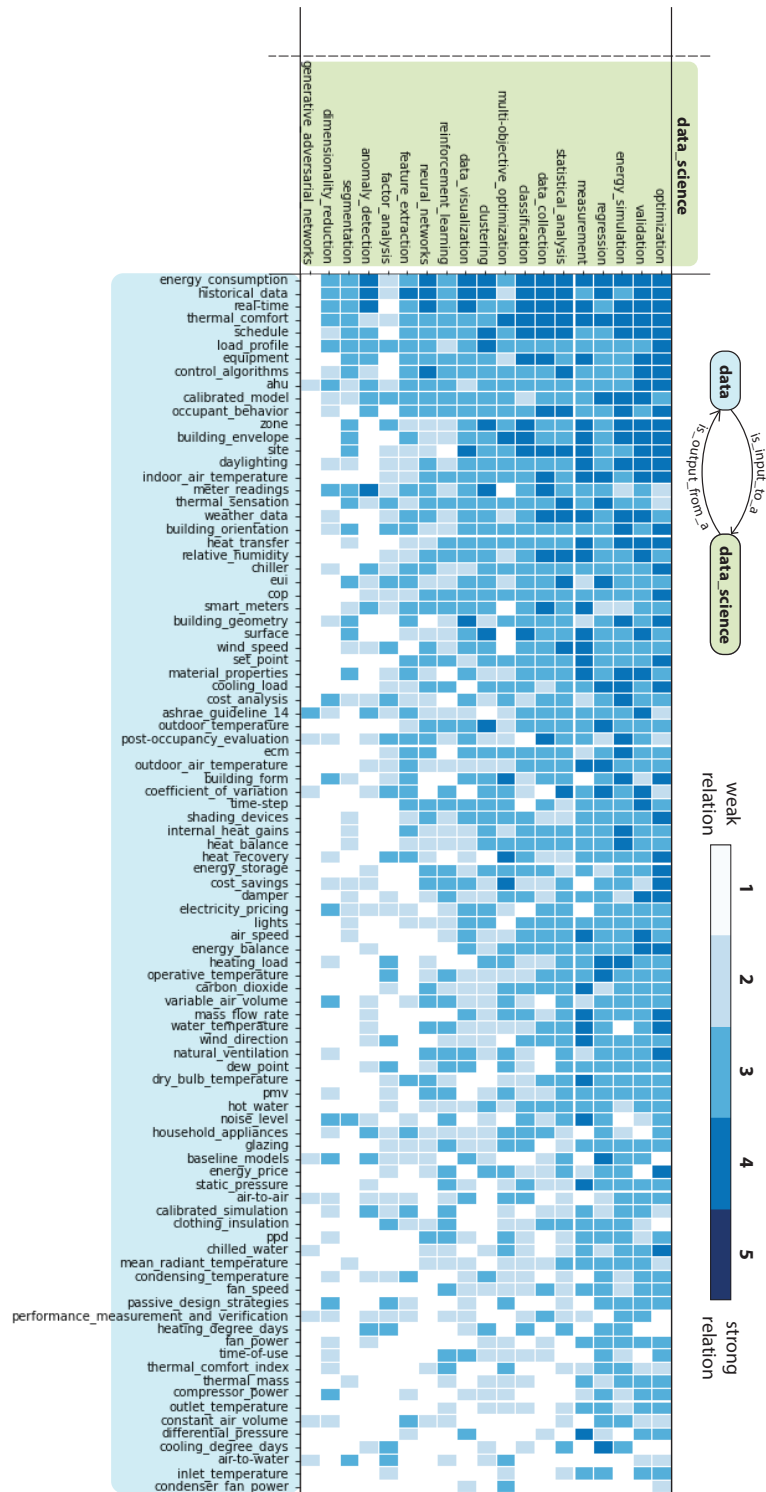 data_science
optimization
validation
energy_simulation
regression
measurement
statistical_analysis
data_collection
classification
multi-objective_optimization
clustering
data_visualization
reinforcement_learning
neural_networks
feature_extraction
factor_analysis
anomaly_detection
segmentation
dimensionality_reduction
generative_adversarial_networks
energy_consumption
historical_data
real-time
thermal_comfort
schedule
load_profile
equipment
control_algorithms
ahu
calibrated_model
occupant_behavior
zone
building_envelope
site
daylighting
indoor_air_temperature
meter_readings
thermal_sensation
weather_data
building_orientation
heat_transfer
relative_humidity
chiller
eui
cop
smart_meters
building_geometry
surface
wind_speed
set_point
material_properties
cooling_load
cost_analysis
ashrae_guideline_14
outdoor_temperature
post-occupancy_evaluation
ecm
outdoor_air_temperature
building_form
coefficient_of_variation
time-step
shading_devices
internal_heat_gains
heat_balance
heat_recovery
energy_storage
cost_savings
damper
electricity_pricing
lights
air_speed
energy_balance
heating_load
operative_temperature
carbon_dioxide
variable_air_volume
mass_flow_rate
water_temperature
wind_direction
natural_ventilation
dew_point
dry_bulb_temperature
pmv
hot_water
noise_level
household_appliances
glazing
baseline_models
energy_price
static_pressure
air-to-air
calibrated_simulation
clothing_insulation
ppd
chilled_water
mean_radiant_temperature
condensing_temperature
fan_speed
passive_design_strategies
performance_measurement_and_verification
heating_degree_days
fan_power
time-of-use
thermal_comfort_index
thermal_mass
compressor_power
outlet_temperature
constant_air_volume
differential_pressure
cooling_degree_days
air-to-water
inlet_temperature
condenser_fan_power
data
is_input_to_a
is_output_from_a
data_science
weak
relation
1
2
3
4
5
strong
relation